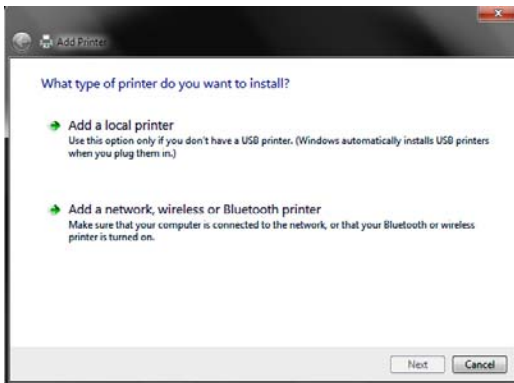 Add Printer
What type of printer do you want to install?
Add a local printer
Use this option only if you don't have a USB printer. (Windows automatically installs USB printers
when you plug them in.)
Add a network, wireless or Bluetooth printer
Make sure that your computer is connected to the network, or that your Bluetooth or wireless
printer is turned on.
Next Cancel